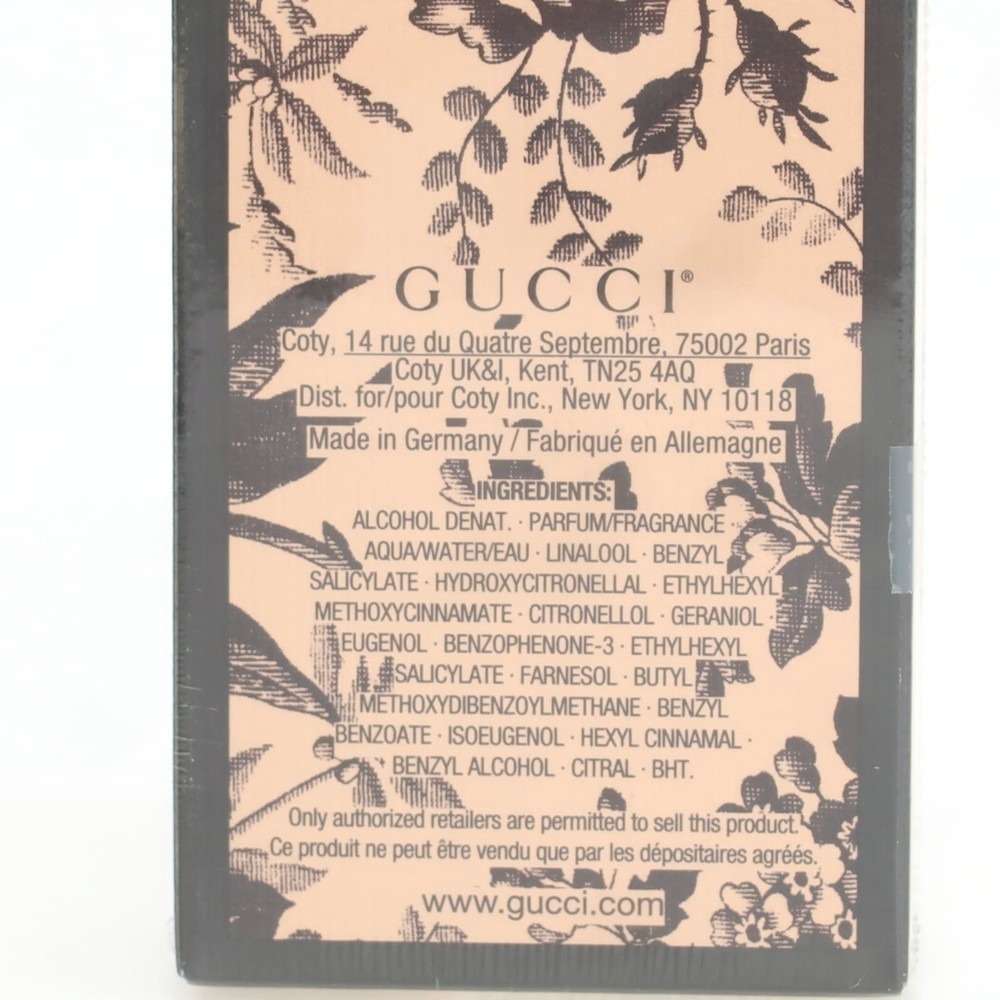 GUCCI®
Coty, 14 rue du Quatre Septembre, 75002 Paris
Coty UK&I, Kent, TN25 4AQ
Dist. for/pour Coty Inc., New York, NY 10118
Made in Germany / Fabriqué en Allemagne
INGREDIENTS:
ALCOHOL DENAT. · PARFUM/FRAGRANCE ·
AQUA/WATER/EAU · LINALOOL · BENZYL
SALICYLATE · HYDROXYCITRONELLAL · ETHYLHEXYL
METHOXYCINNAMATE · CITRONELLOL · GERANIOL ·
EUGENOL · BENZOPHENONE-3 · ETHYLHEXYL
SALICYLATE · FARNESOL · BUTYL
METHOXYDIBENZOYLMETHANE · BENZYL
BENZOATE · ISOEUGENOL · HEXYL CINNAMAL ·
BENZYL ALCOHOL · CITRAL · BHT.
Only authorized retailers are permitted to sell this product.
Ce produit ne peut être vendu que par les dépositaires agréés.
www.gucci.com